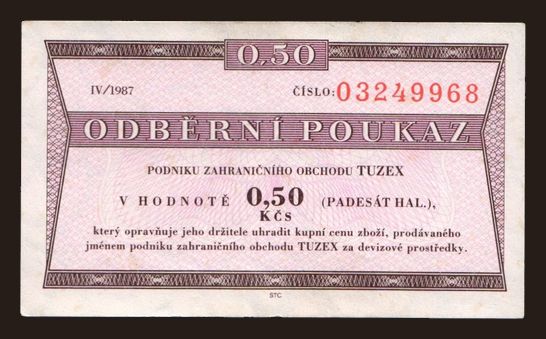 0,50
IV/1987 ČÍSLO: 03249968
ODBĚRNÍ POUKAZ
PODNIKU ZAHRANIČNÍHO OBCHODU TUZEX
V HODNOTĚ 0,50 (PADESÁT HAL.),
KČS
který opravňuje jeho držitele uhradit kupní cenu zboží, prodávaného
jménem podniku zahraničního obchodu TUZEX za devizové prostředky.
STC